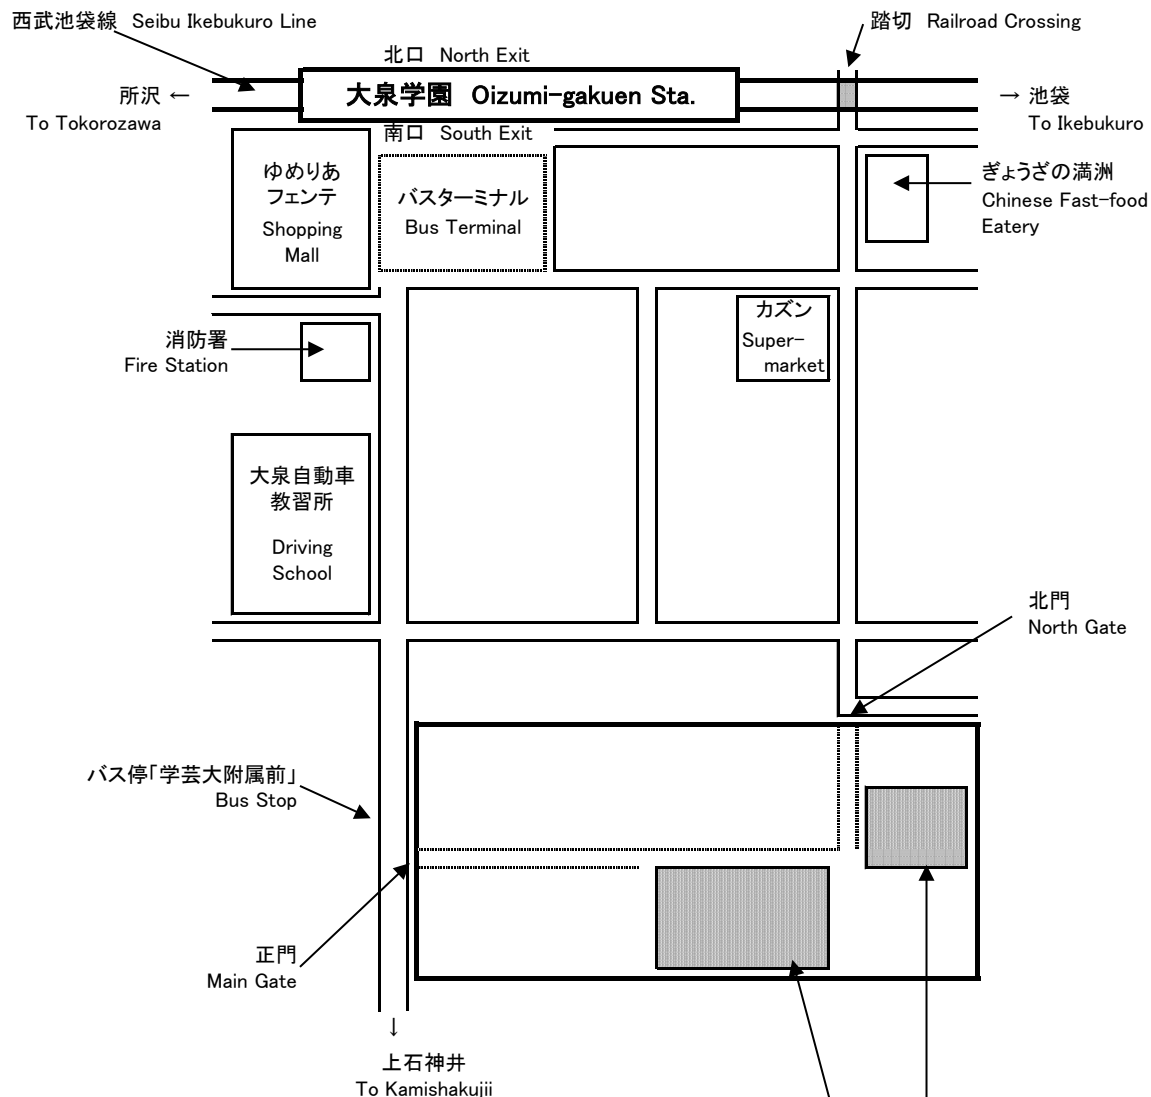 西武池袋線 Seibu Ikebukuro Line
踏切 Railroad Crossing
北口 North Exit
大泉学園 Oizumi-gakuen Sta.
所沢 ←
To Tokorozawa
→ 池袋
To Ikebukuro
南口 South Exit
ゆめりあ
フェンテ
Shopping
Mall
バスターミナル
Bus Terminal
ぎょうざの満洲
Chinese Fast-food
Eatery
カズン
Super-
market
消防署
Fire Station
大泉自動車
教習所
Driving
School
北門
North Gate
バス停「学芸大附属前」
Bus Stop
正門
Main Gate
↓
上石神井
To Kamishakujii